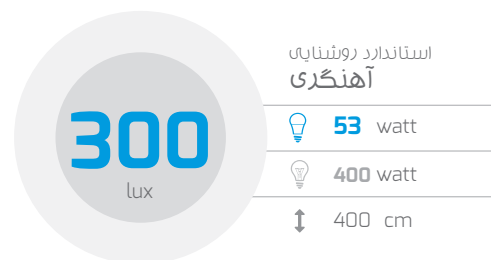 استاندارد روشنایی
آهنگری
300
lux
53 watt
400 watt
400 cm